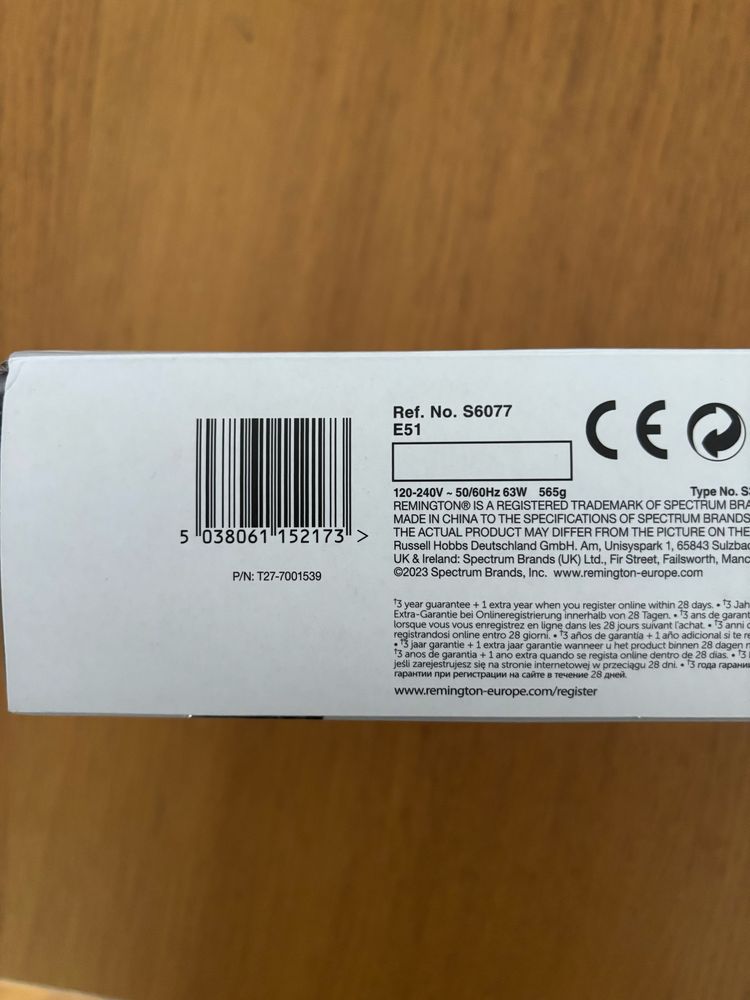 Ref. No. S6077
E51
CE
120-240V ~ 50/60Hz 63W 565g
Type No.
REMINGTON® IS A REGISTERED TRADEMARK OF SPECTRUM
MADE IN CHINA TO THE SPECIFICATIONS OF SPECTRUM BRANDS
THE ACTUAL PRODUCT MAY DIFFER FROM THE PICTURE ON THE
Russell Hobbs Deutschland GmbH. Am, Unisyspark 1, 65843
UK & Ireland: Spectrum Brands (UK) Ltd., Fir Street, Failsworth,
©2023 Spectrum Brands, Inc. www.remington-europe.com
5 038061 152173 >
P/N: T27-7001539
†3 year guarantee + 1 extra year when you register online within 28 days. • †3
Extra-Garantie bei Onlineregistrierung innerhalb von 28 Tagen. • †3 ans de
lorsque vous vous enregistrez en ligne dans les 28 jours suivant l'achat. • †3 anni
registrandosi online entro 28 giorni. • †3 años de garantía + 1 año adicional si te
• †3 jaar garantie + 1 extra jaar garantie wanneer u het product binnen 28 dagen
†3 anos de garantia + 1 ano extra quando se regista online dentro de 28 dias. • †3
jeśli zarejestrujesz się na stronie internetowej w przeciągu 28 dni. • †3 года
гарантии при регистрации на сайте в течение 28 дней.
www.remington-europe.com/register